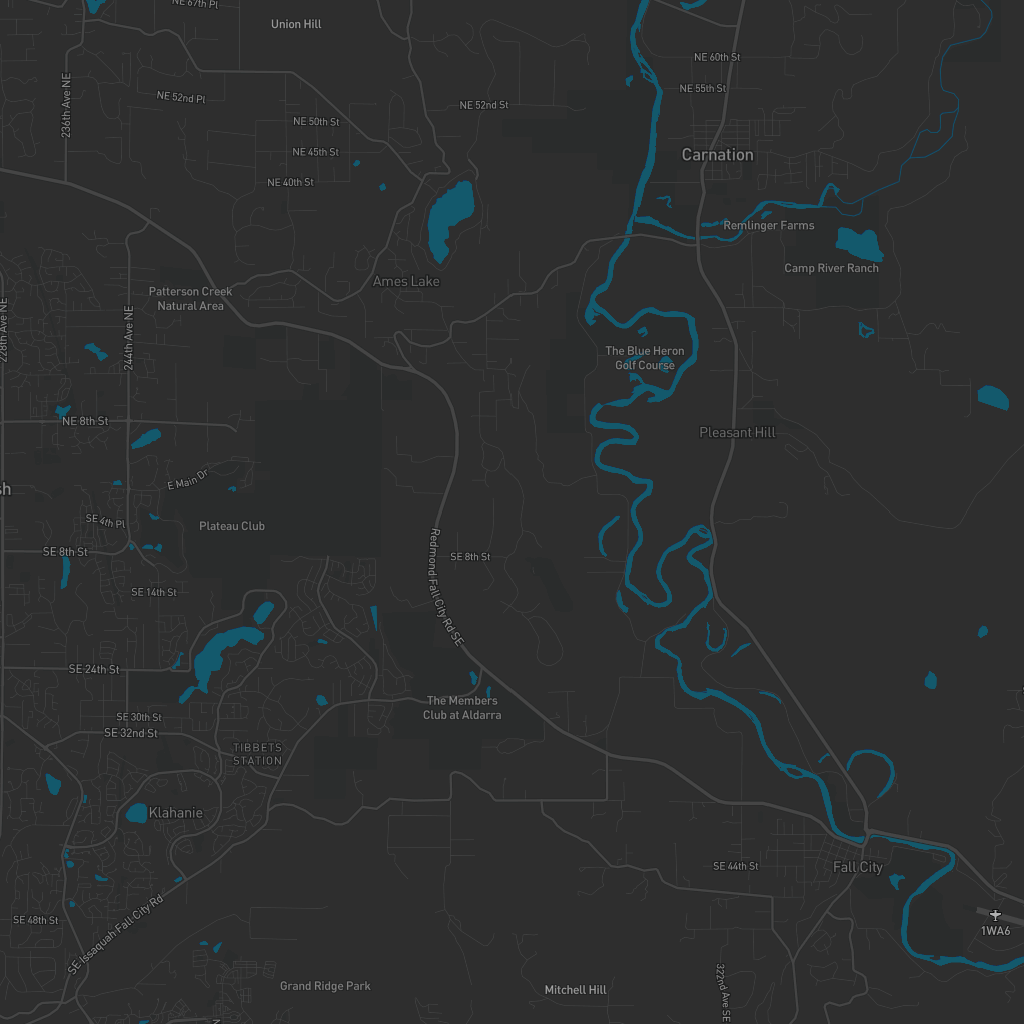 NE 67th Pl
Union Hill
NE 60th St
236th Ave NE
NE 55th St
NE 52nd Pl
NE 52nd St
NE 50th St
NE 45th St
Carnation
NE 40th St
Remlinger Farms
Camp River Ranch
Ames Lake
Patterson Creek
Natural Area
228th Ave NE
244th Ave NE
The Blue Heron
Golf Course
NE 8th St
Pleasant Hill
E Main Dr
sh
SE 4th Pl
Plateau Club
SE 8th St
SE 8th St
Redmond Fall City Rd SE
SE 14th St
SE 24th St
The Members
Club at Aldarra
SE 30th St
SE 32nd St
TIBBETS
STATION
Klahanie
SE 44th St
Fall City
SE 48th St
SE Issaquah Fall City Rd
1WA6
Grand Ridge Park
Mitchell Hill
322nd Ave SE
N